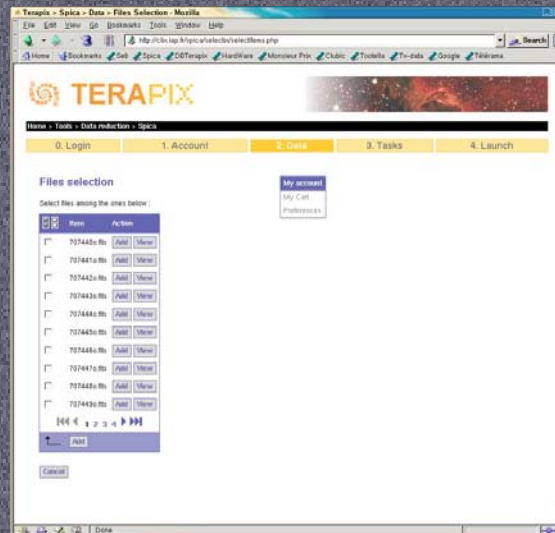 Terapix > Spica > Data > Files Selection - Mozilla
File Edit View Go Bookmarks Tools Window Help
http://clix.iap.fr/spica/selectiv/selectItems.php
Search
Home Bookmarks Seti Spica DBTerapix HardWare Monsieur Prix Clubic Tootella Tv-data Google Télérama
TERAPIX
Home > Tools > Data reduction > Spica
0. Login 1. Account 2. Data 3. Tasks 4. Launch
Files selection
My account
My Cart
Preferences
Select files among the ones below :
Item Action
707440o.fits Add View
707441o.fits Add View
707442o.fits Add View
707443o.fits Add View
707444o.fits Add View
707445o.fits Add View
707446o.fits Add View
707447o.fits Add View
707448o.fits Add View
707449o.fits Add View
1 2 3 4
Add
Cancel
Done